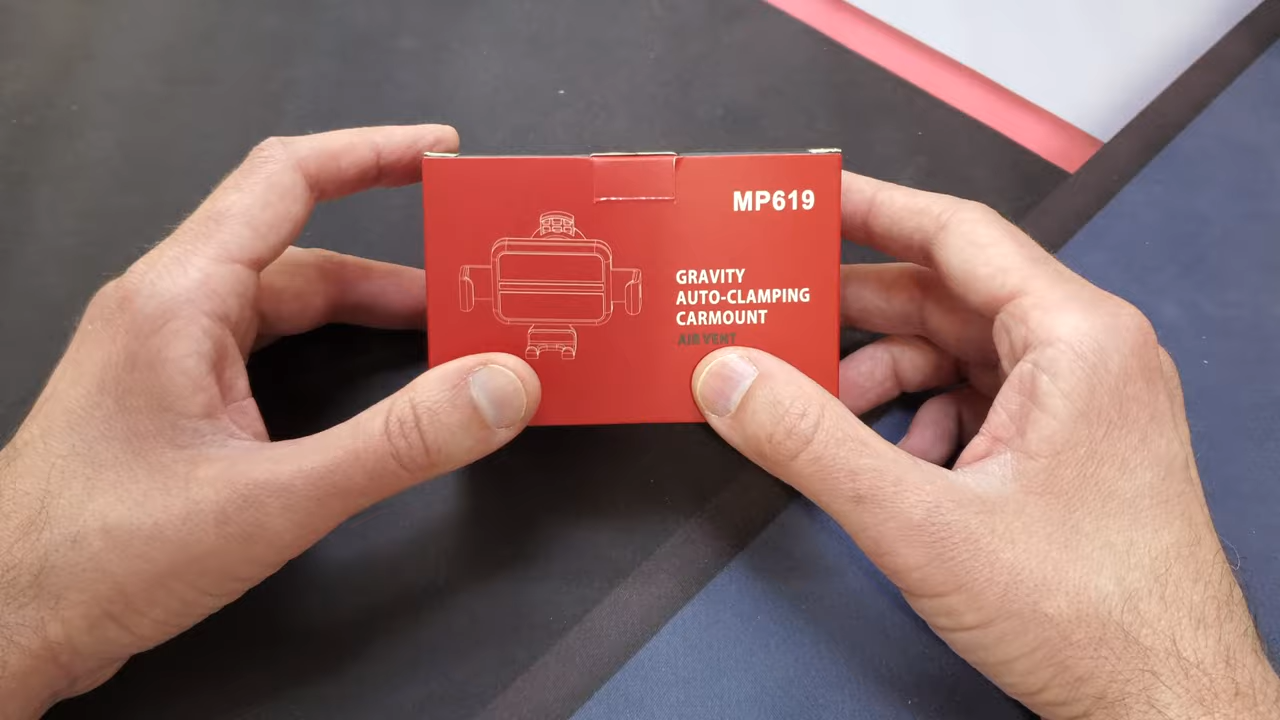 MP619
GRAVITY
AUTO-CLAMPING
CARMOUNT
AIR VENT